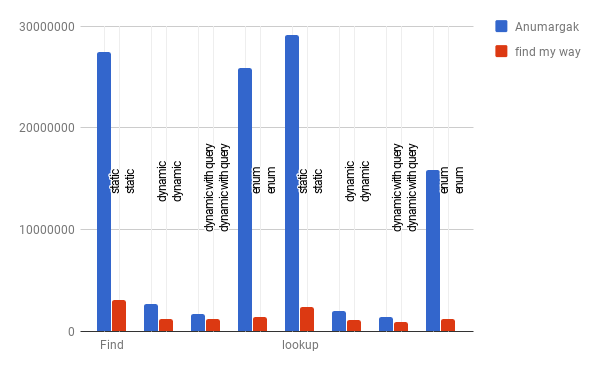 30000000
20000000
10000000
0
static
static
dynamic
dynamic
dynamic with query
dynamic with query
enum
enum
static
static
dynamic
dynamic
dynamic with query
dynamic with query
enum
enum
Find
lookup
Anumargak
find my way